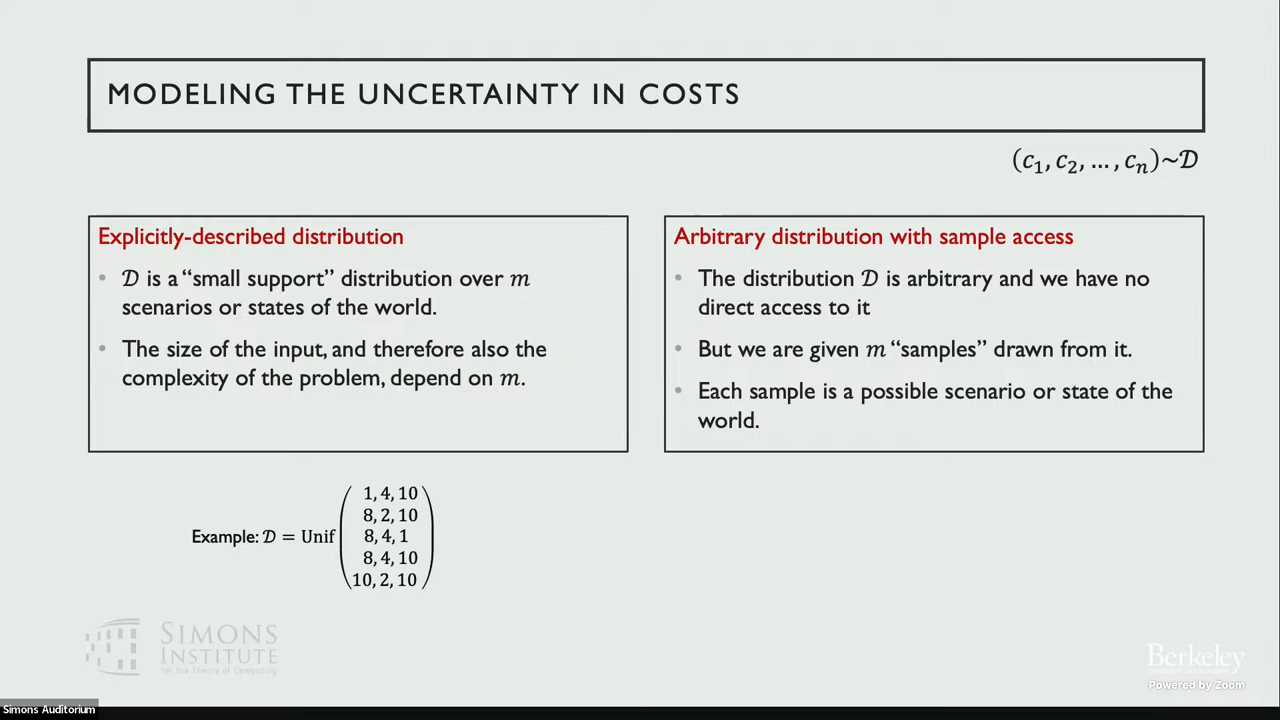 MODELING THE UNCERTAINTY IN COSTS
(c₁, c₂, …, cₙ)~𝒟
Explicitly-described distribution
• 𝒟 is a “small support” distribution over m
scenarios or states of the world.
• The size of the input, and therefore also the
complexity of the problem, depend on m.
Arbitrary distribution with sample access
• The distribution 𝒟 is arbitrary and we have no
direct access to it
• But we are given m “samples” drawn from it.
• Each sample is a possible scenario or state of the
world.
1, 4, 10
8, 2, 10
Example: 𝒟 = Unif 8, 4, 1
8, 4, 10
10, 2, 10
SIMONS
INSTITUTE
for the Theory of Computing
Berkeley
Powered by Zoom
Simons Auditorium